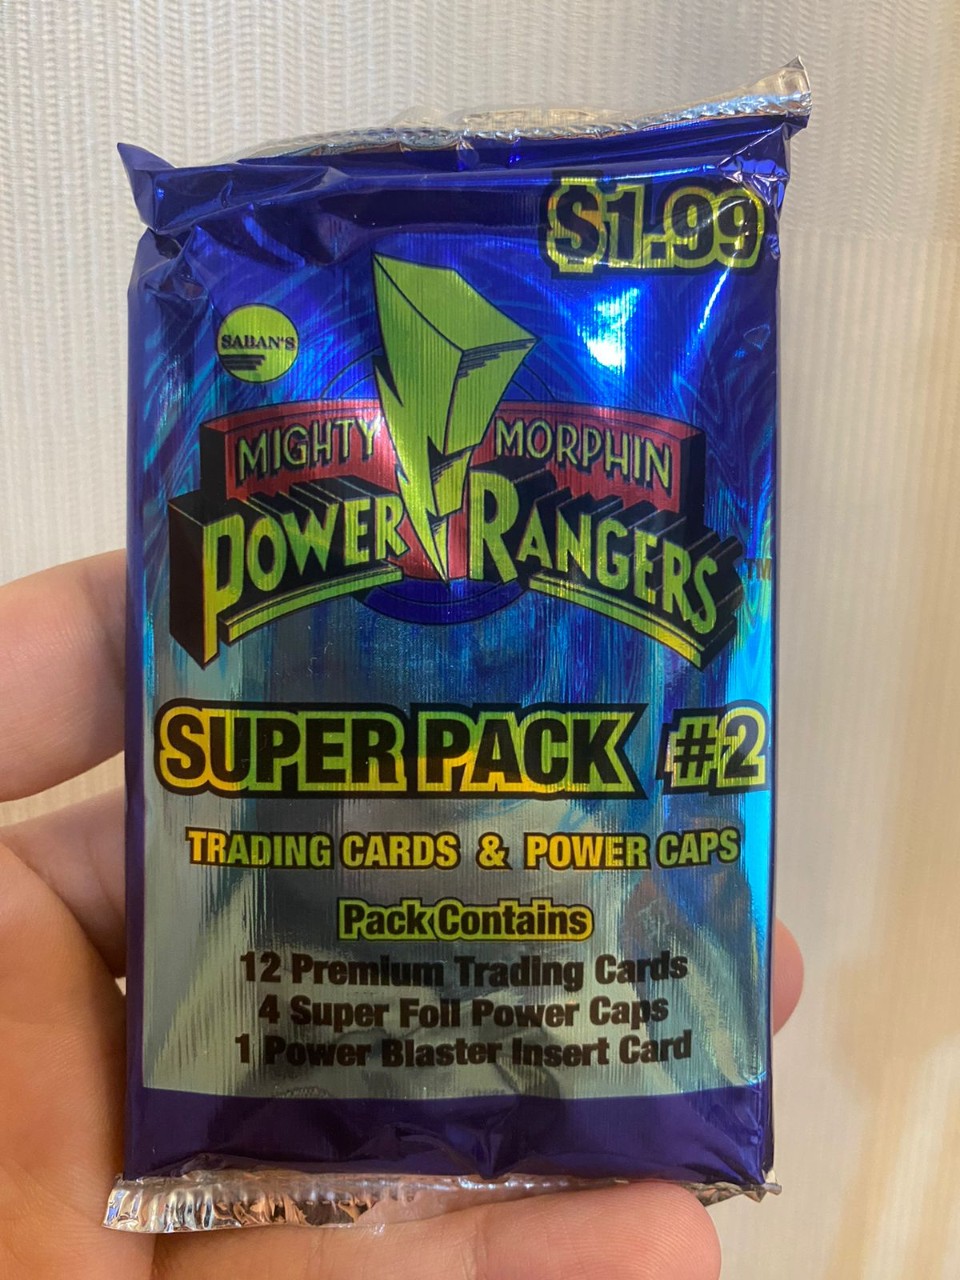 $1.99
SABAN'S
MIGHTY MORPHIN
POWER RANGERS™
SUPER PACK #2
TRADING CARDS & POWER CAPS
Pack Contains
12 Premium Trading Cards
4 Super Foil Power Caps
1 Power Blaster Insert Card